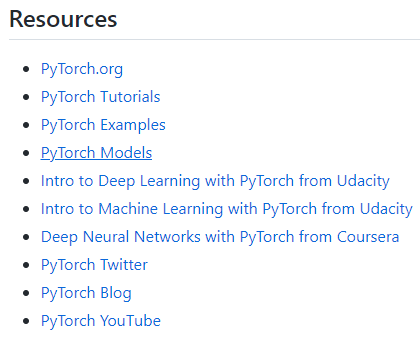 Resources
PyTorch.org
PyTorch Tutorials
PyTorch Examples
PyTorch Models
Intro to Deep Learning with PyTorch from Udacity
Intro to Machine Learning with PyTorch from Udacity
Deep Neural Networks with PyTorch from Coursera
PyTorch Twitter
PyTorch Blog
PyTorch YouTube